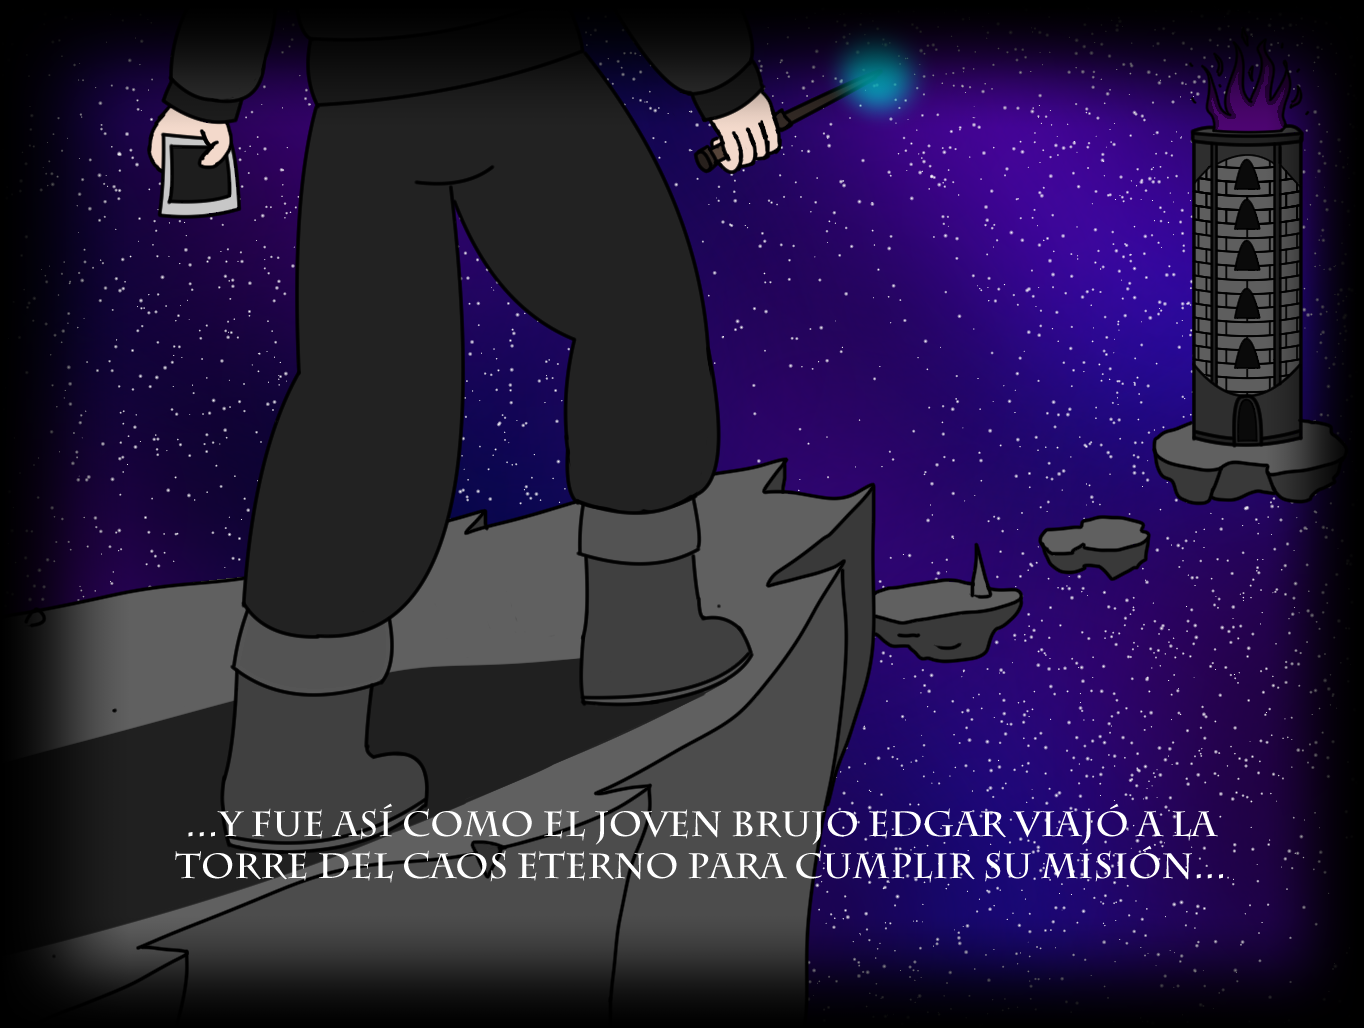 ...Y FUE ASÍ COMO EL JOVEN BRUJO EDGAR VIAJÓ A LA
TORRE DEL CAOS ETERNO PARA CUMPLIR SU MISIÓN...